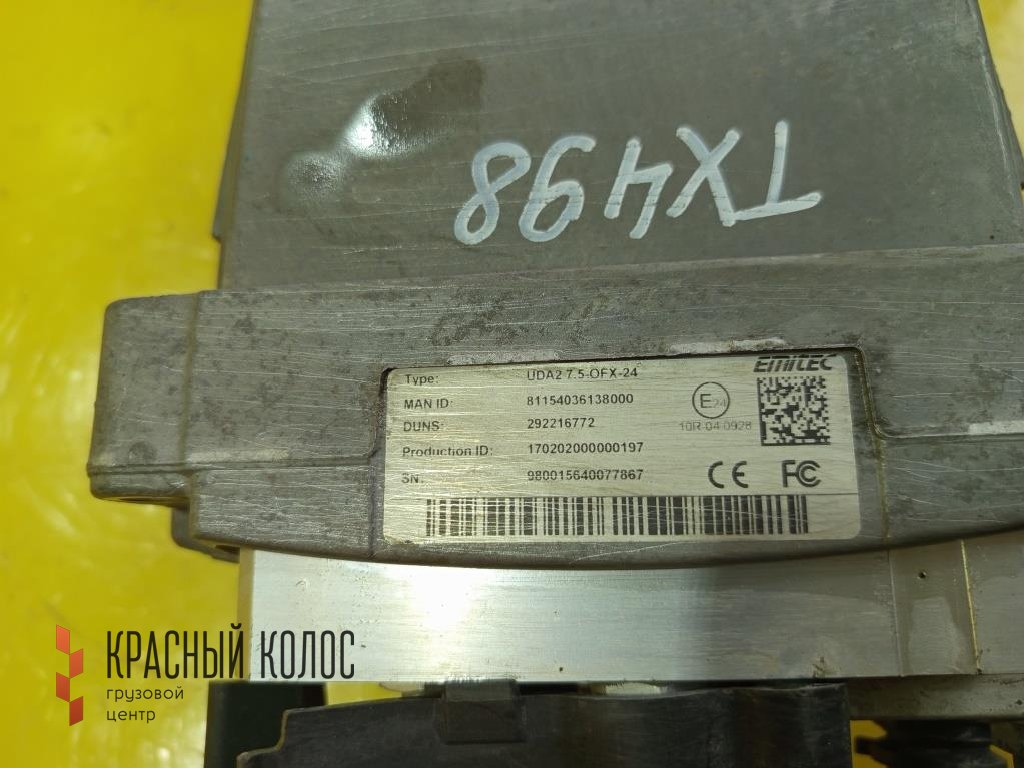 TX498
EMITEC
Type: UDA2 7.5-OFX-24
MAN ID: 81154036138000
DUNS: 292216772
Production ID: 170202000000197
SN: 980015640077867
E24
10R-04 0928
CE FC
КРАСНЫЙ КОЛОС
грузовой
центр